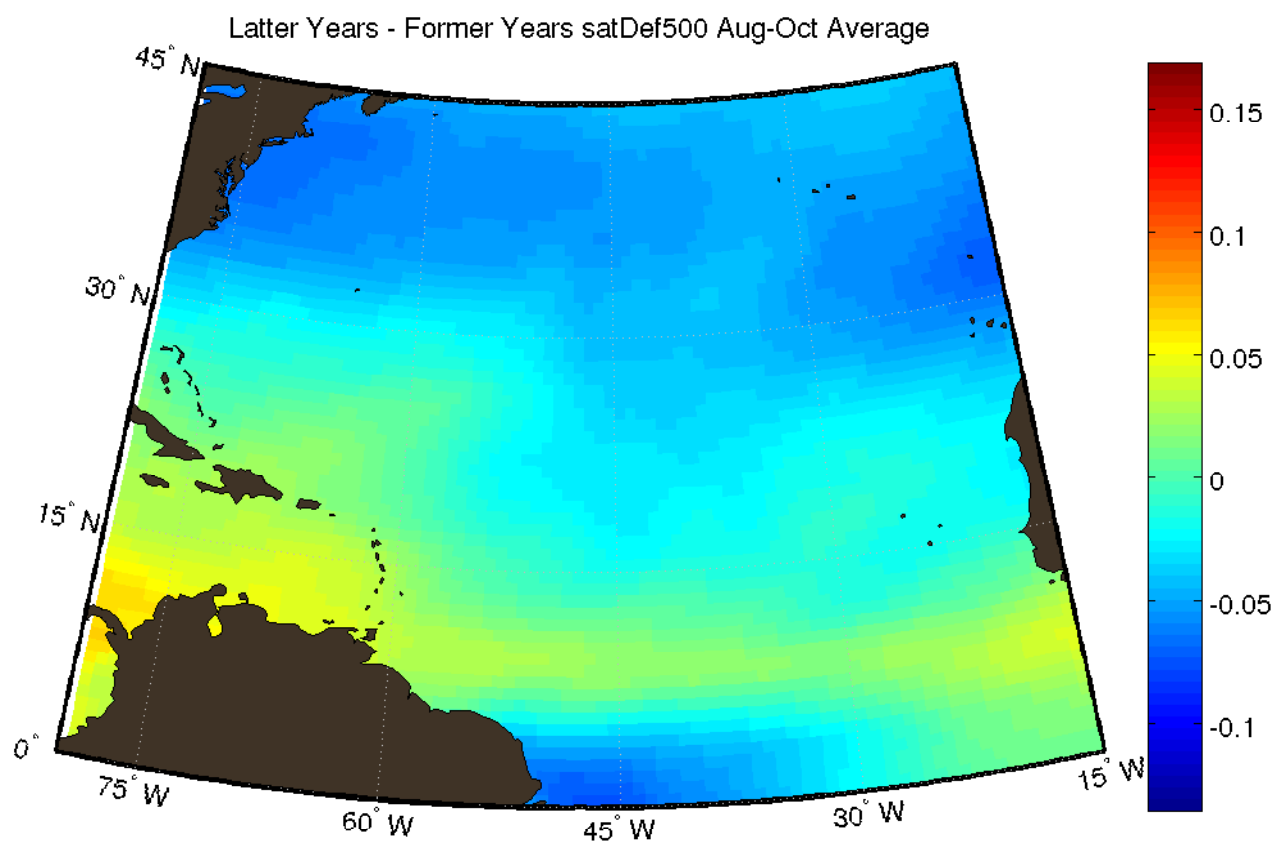 Latter Years - Former Years satDef500 Aug-Oct Average
45° N
30° N
15° N
0°
75° W
60° W
45° W
30° W
15° W
0.15
0.1
0.05
0
-0.05
-0.1